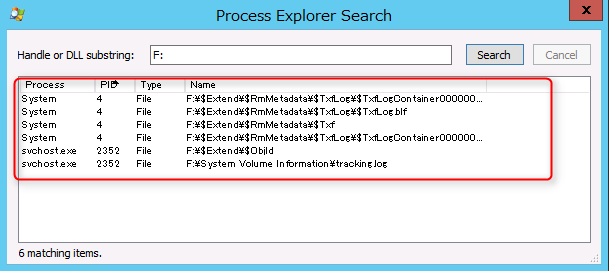 Process Explorer Search
x
Handle or DLL substring: F: Search Cancel
Process PID Type Name
System 4 File F:¥$Extend¥$RmMetadata¥$TxfLog¥$TxfLogContainer000000...
System 4 File F:¥$Extend¥$RmMetadata¥$TxfLog¥$TxfLog.blf
System 4 File F:¥$Extend¥$RmMetadata¥$Txf
System 4 File F:¥$Extend¥$RmMetadata¥$TxfLog¥$TxfLogContainer000000...
svchost.exe 2352 File F:¥$Extend¥$ObjId
svchost.exe 2352 File F:¥System Volume Information¥tracking.log
6 matching items.